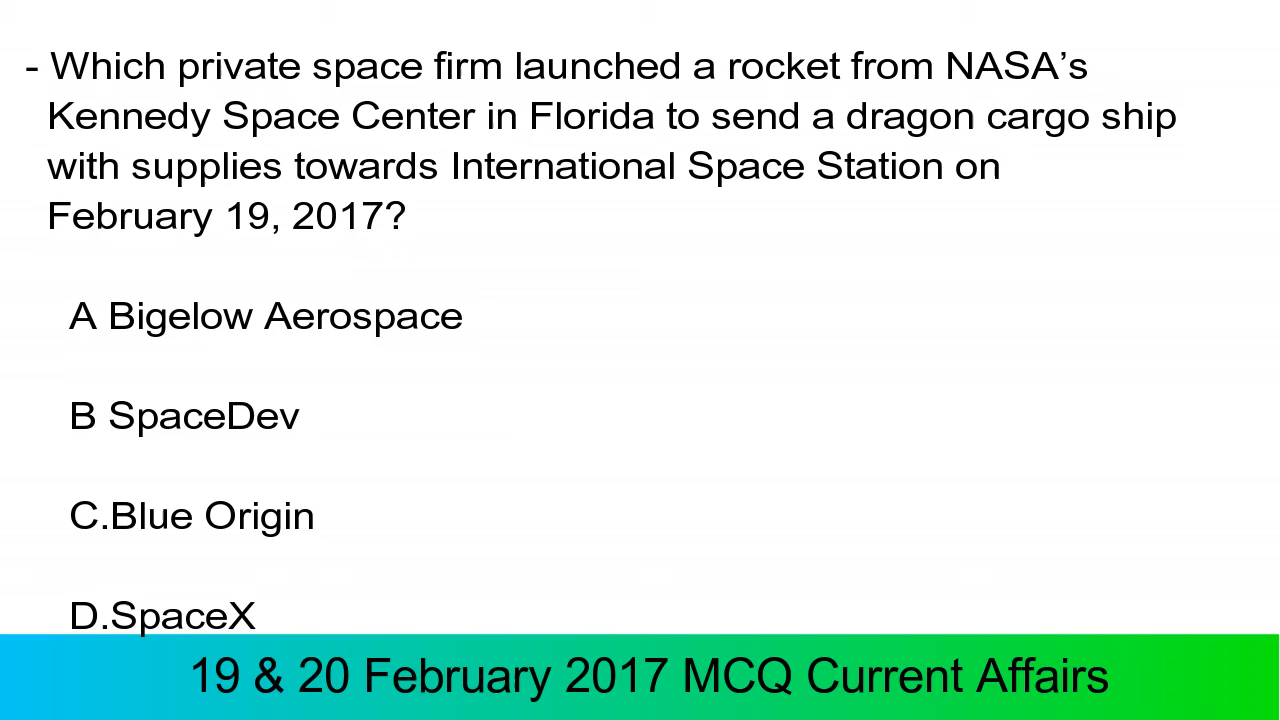 - Which private space firm launched a rocket from NASA’s
Kennedy Space Center in Florida to send a dragon cargo ship
with supplies towards International Space Station on
February 19, 2017?
A Bigelow Aerospace
B SpaceDev
C.Blue Origin
D.SpaceX
19 & 20 February 2017 MCQ Current Affairs